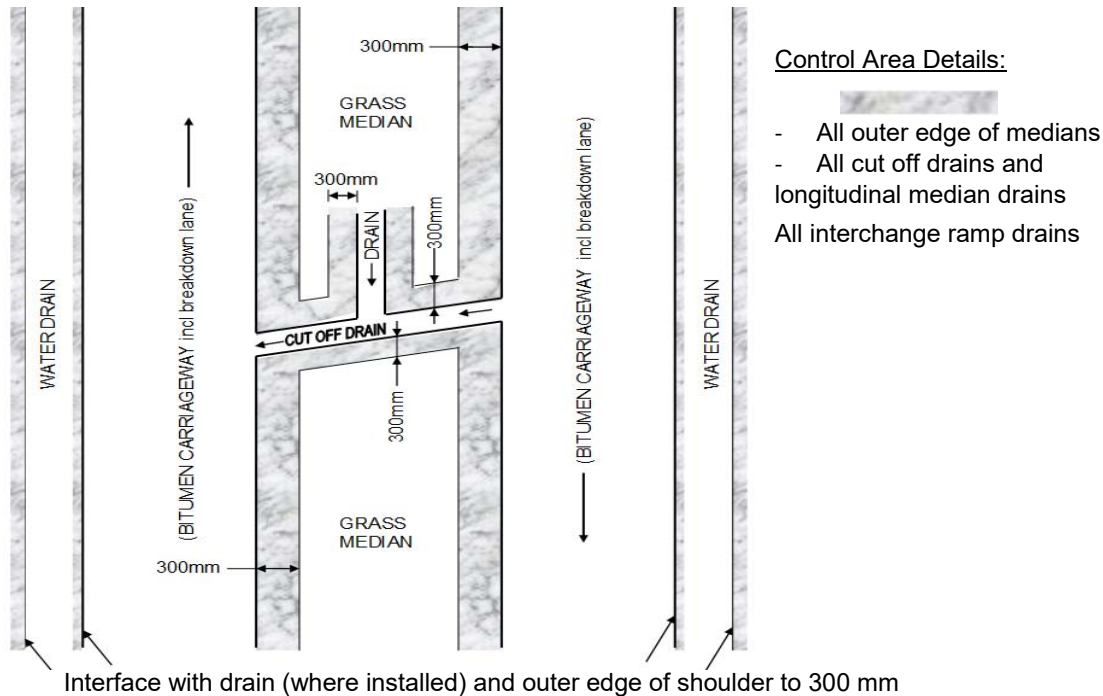 300mm
Control Area Details:
GRASS
MEDIAN
- All outer edge of medians
- All cut off drains and
longitudinal median drains
All interchange ramp drains
300mm
DRAIN
300mm
WATER DRAIN
(BITUMEN CARRIAGEWAY incl breakdown lane)
CUT OFF DRAIN
300mm
(BITUMEN CARRIAGEWAY incl breakdown lane)
WATER DRAIN
GRASS
MEDIAN
300mm
Interface with drain (where installed) and outer edge of shoulder to 300 mm